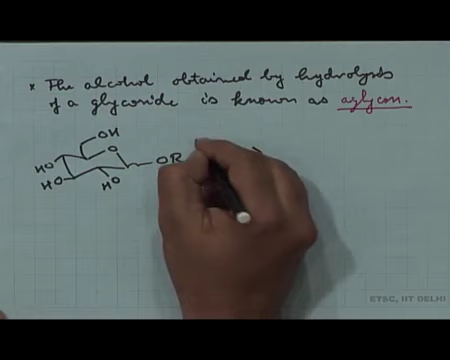 * The alcohol obtained by hydrolysis
of a glycoside is known as aglycon.
OH
O
HO
OR
HO
HO
ETSC, IIT DELHI